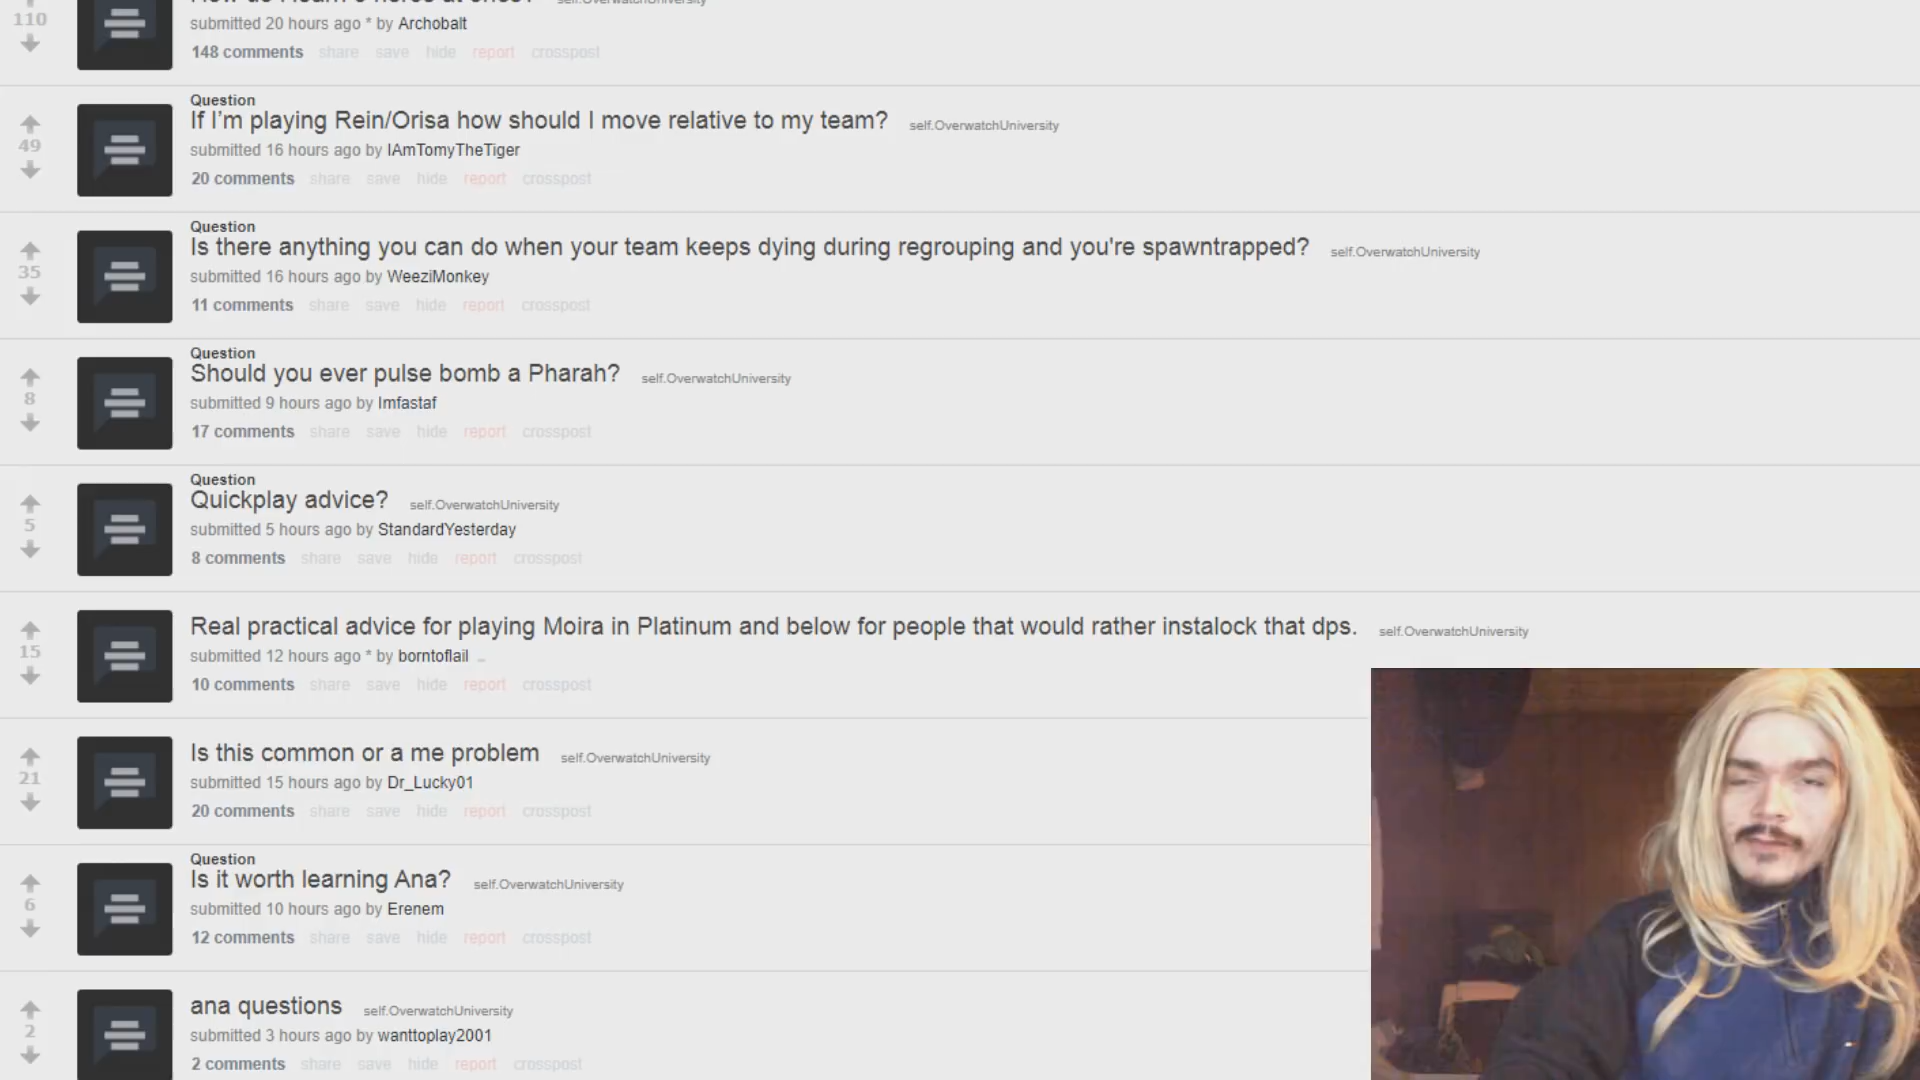 110
submitted 20 hours ago * by Archobalt
148 comments share save hide report crosspost
Question
If I'm playing Rein/Orisa how should I move relative to my team? self.OverwatchUniversity
49
submitted 16 hours ago by IAmTomyTheTiger
20 comments share save hide report crosspost
Question
Is there anything you can do when your team keeps dying during regrouping and you're spawntrapped? self.OverwatchUniversity
35
submitted 16 hours ago by WeeziMonkey
11 comments share save hide report crosspost
Question
Should you ever pulse bomb a Pharah? self.OverwatchUniversity
8
submitted 9 hours ago by Imfastaf
17 comments share save hide report crosspost
Question
Quickplay advice? self.OverwatchUniversity
5
submitted 5 hours ago by StandardYesterday
8 comments share save hide report crosspost
Real practical advice for playing Moira in Platinum and below for people that would rather instalock that dps. self.OverwatchUniversity
15
submitted 12 hours ago * by borntoflail
10 comments share save hide report crosspost
Is this common or a me problem self.OverwatchUniversity
21
submitted 15 hours ago by Dr_Lucky01
20 comments share save hide report crosspost
Question
Is it worth learning Ana? self.OverwatchUniversity
6
submitted 10 hours ago by Erenem
12 comments share save hide report crosspost
ana questions self.OverwatchUniversity
2
submitted 3 hours ago by wanttoplay2001
2 comments share save hide report crosspost